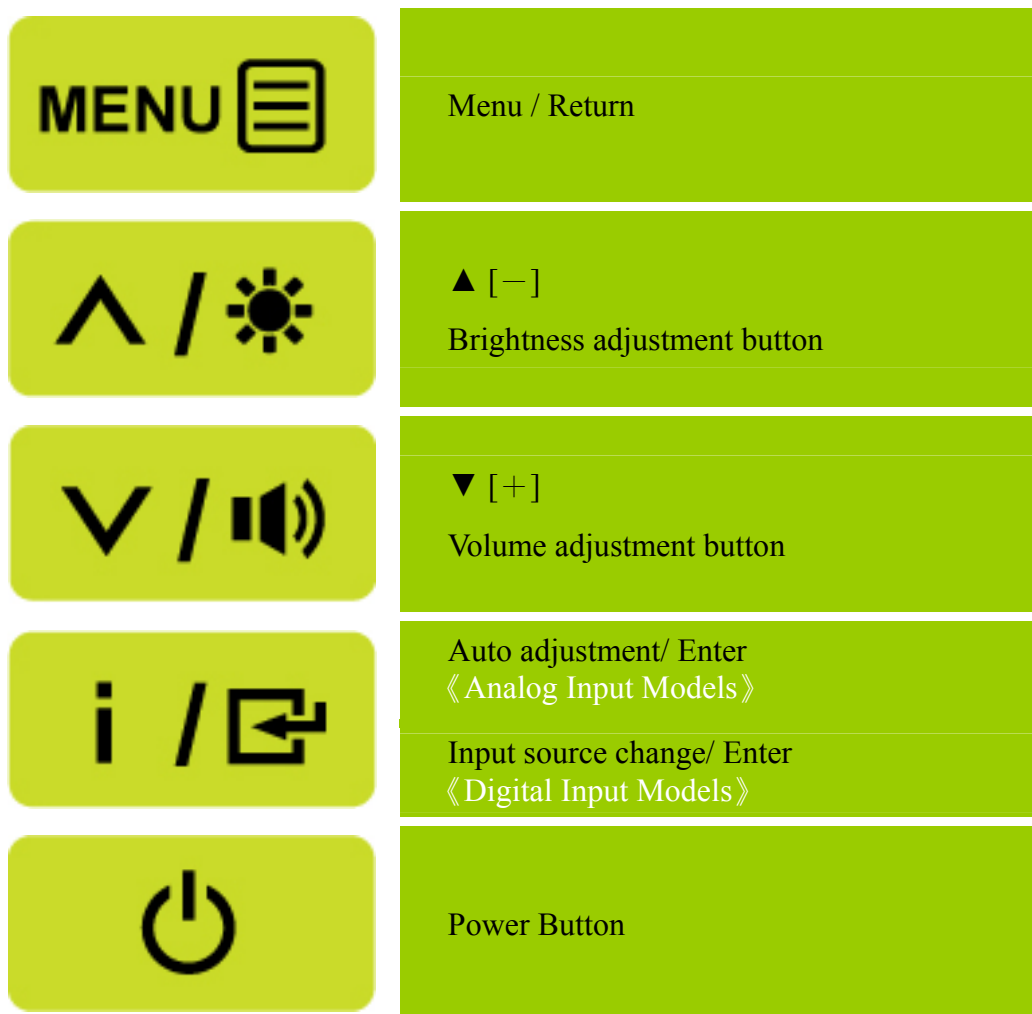 MENU
Menu / Return
/
▲ [－]
Brightness adjustment button
/
▼ [＋]
Volume adjustment button
i /
Auto adjustment/ Enter
《Analog Input Models》
Input source change/ Enter
《Digital Input Models》
Power Button